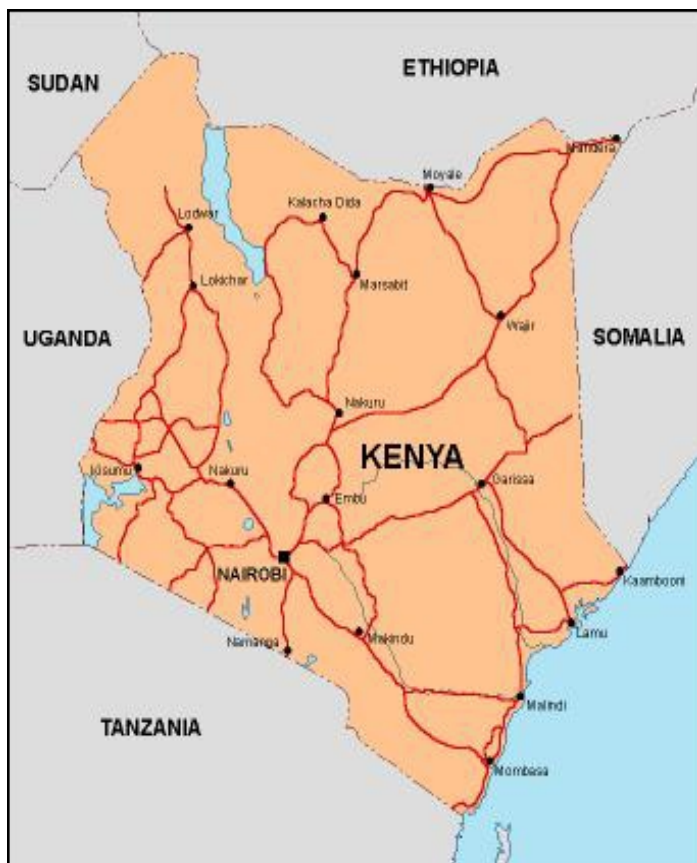 ETHIOPIA
SUDAN
Mandera
Moyale
Kalacha Dida
Lodwar
Marsabit
Lokichar
Wajir
UGANDA
SOMALIA
Nakuru
KENYA
Kisumu
Nakuru
Garissa
Embu
NAIROBI
Kaambooni
Makindu
Lamu
Namanga
Malindi
TANZANIA
Mombasa